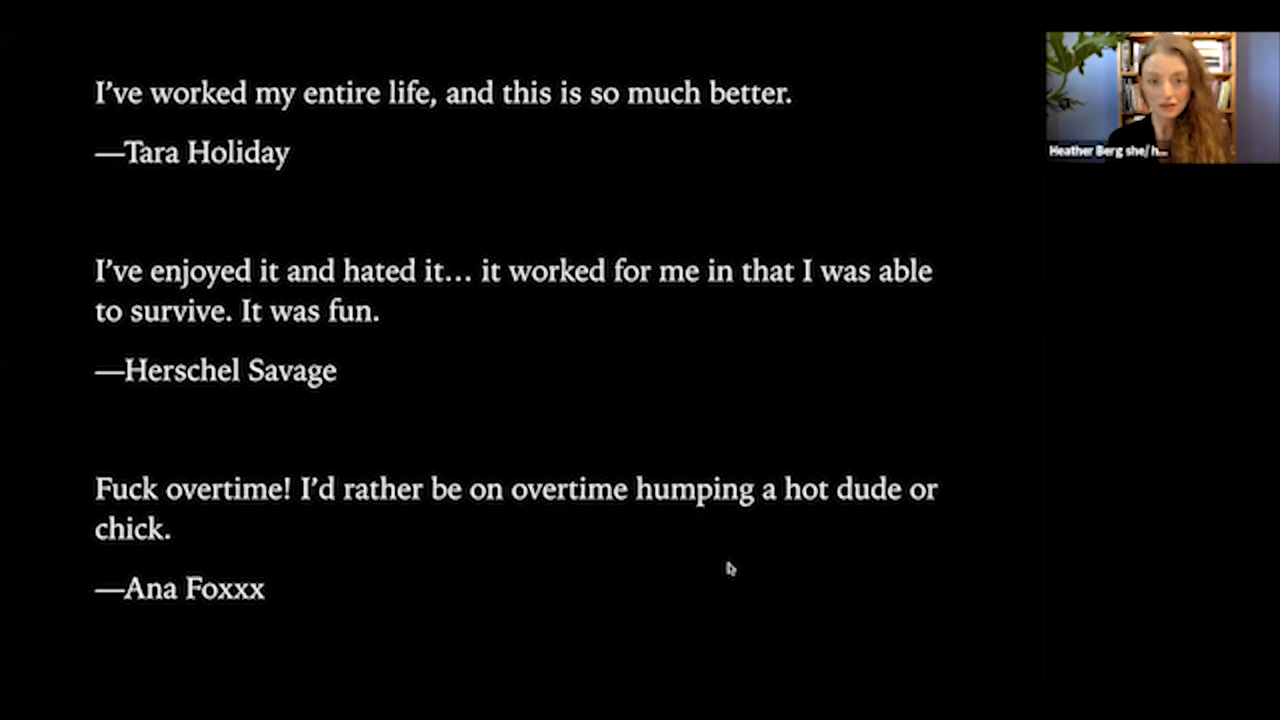 I’ve worked my entire life, and this is so much better.
—Tara Holiday
I’ve enjoyed it and hated it… it worked for me in that I was able
to survive. It was fun.
—Herschel Savage
Fuck overtime! I’d rather be on overtime humping a hot dude or
chick.
—Ana Foxxx
Heather Berg she/ h...